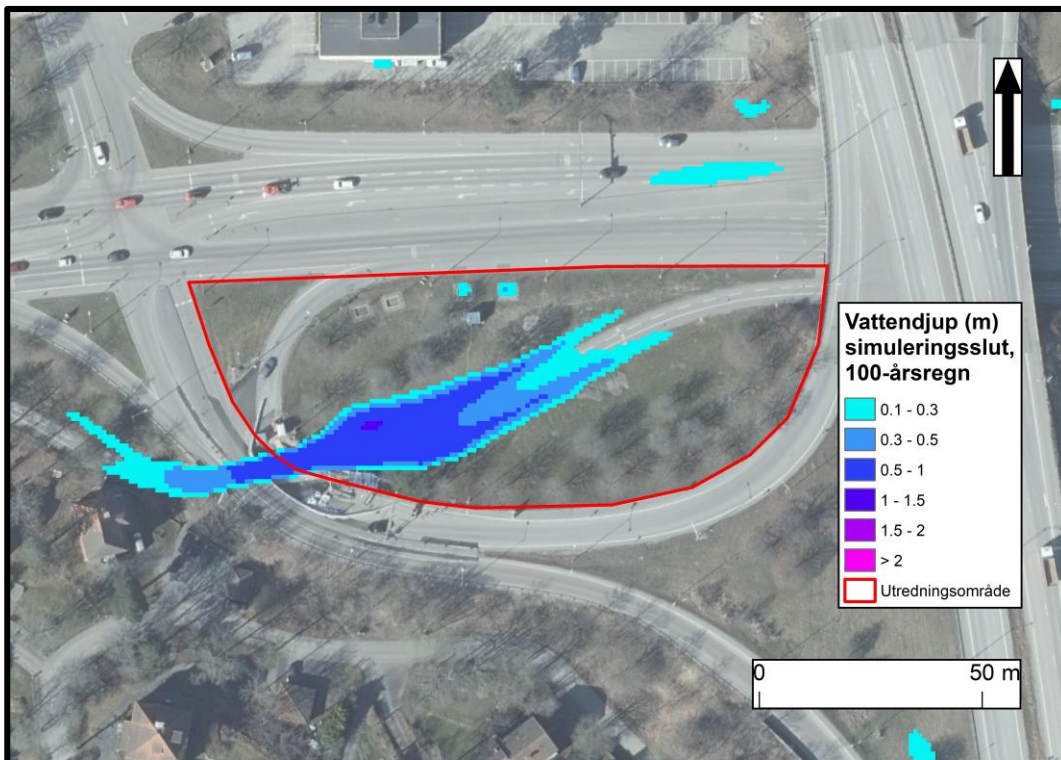 Vattendjup (m)
simuleringsslut,
100-årsregn
0.1 - 0.3
0.3 - 0.5
0.5 - 1
1 - 1.5
1.5 - 2
> 2
Utredningsområde
0 50 m